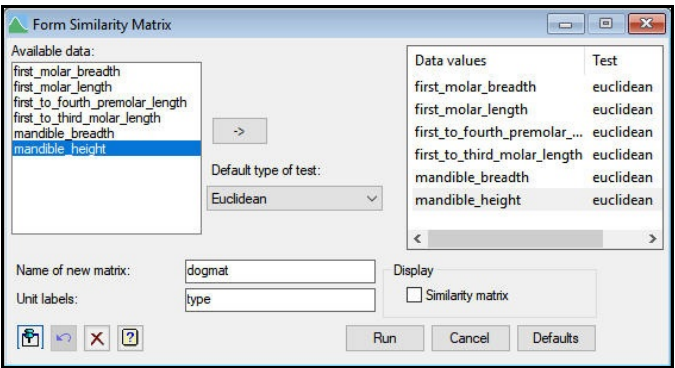 Form Similarity Matrix
Available data:
first_molar_breadth
first_molar_length
first_to_fourth_premolar_length
first_to_third_molar_length
mandible_breadth
mandible_height
->
Default type of test:
Euclidean
Data values Test
first_molar_breadth euclidean
first_molar_length euclidean
first_to_fourth_premolar_... euclidean
first_to_third_molar_length euclidean
mandible_breadth euclidean
mandible_height euclidean
Name of new matrix: dogmat
Unit labels: type
Display
Similarity matrix
Run Cancel Defaults